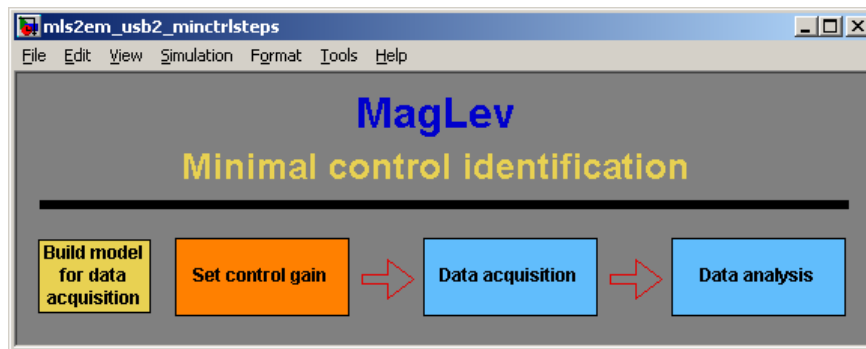 mls2em_usb2_minctrlsteps
File Edit View Simulation Format Tools Help
MagLev
Minimal control identification
Build model
for data
acquisition
Set control gain
Data acquisition
Data analysis